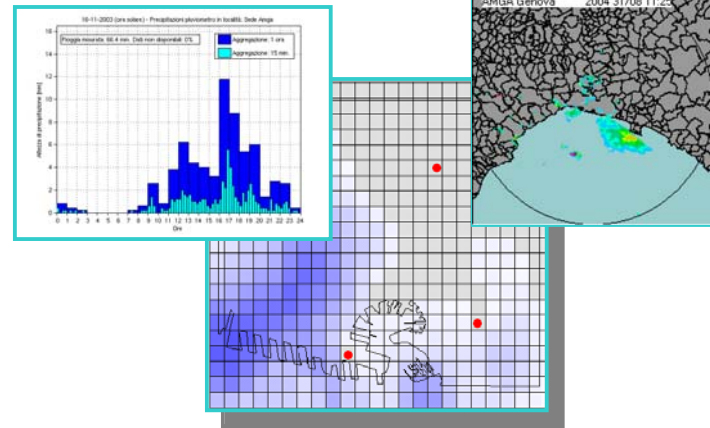 16-11-2003 (ora solare) - Precipitazioni pluviometro in località: Sede Amga
Pioggia misurata: 68.4 mm. Dati non disponibili: 0%.
Aggregazione: 1 ora
Aggregazione: 15 min.
Altezza di precipitazione [mm]
16
14
12
10
8
6
4
2
0
0 1 2 3 4 5 6 7 8 9 10 11 12 13 14 15 16 17 18 19 20 21 22 23 24
Ore
AMGA Genova 2004 31/08 11:25